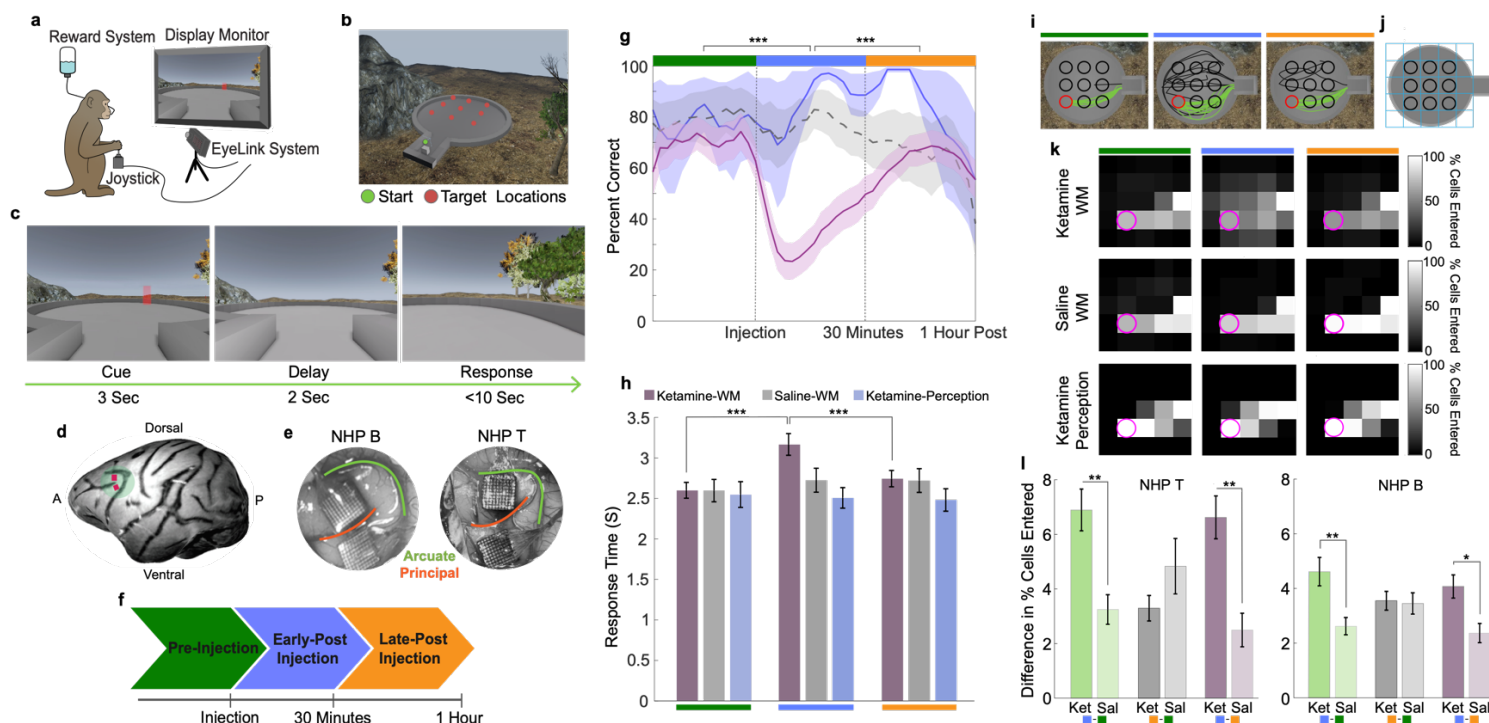 a
Reward System
Display Monitor
EyeLink System
Joystick
b
Start
Target Locations
c
Cue
Delay
Response
3 Sec
2 Sec
<10 Sec
d
Dorsal
A
P
Ventral
e
NHP B
NHP T
Arcuate
Principal
f
Pre-Injection
Early-Post
Injection
Late-Post
Injection
Injection
30 Minutes
1 Hour
g
***
***
Percent Correct
100
80
60
40
20
0
Injection
30 Minutes
1 Hour Post
h
Ketamine-WM
Saline-WM
Ketamine-Perception
***
***
Response Time (S)
3.5
3.0
2.5
2.0
1.5
1.0
0.5
0
i
j
k
Ketamine
WM
100
50
0
% Cells Entered
Saline
WM
100
50
0
% Cells Entered
Ketamine
Perception
100
50
0
% Cells Entered
l
Difference in % Cells Entered
NHP T
8
6
4
2
0
**
**
Ket Sal
Ket Sal
Ket Sal
-
-
-
NHP B
8
6
4
2
0
**
*
Ket Sal
Ket Sal
Ket Sal
-
-
-